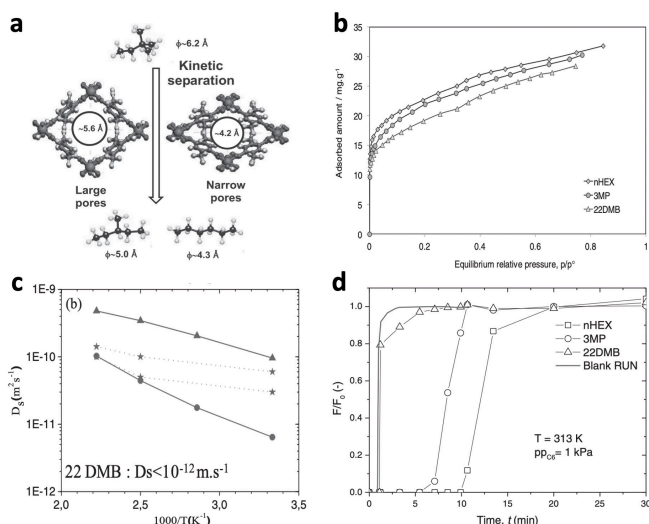 a
ϕ~6.2 Å
Kinetic
separation
~5.6 Å
~4.2 Å
Large
pores
Narrow
pores
ϕ~5.0 Å
ϕ~4.3 Å
b
Adsorbed amount / mg.g⁻¹
35
30
25
20
15
10
5
0
0
0.2
0.4
0.6
0.8
1
nHEX
3MP
22DMB
Equilibrium relative pressure, p/p°
c
(b)
Dₛ(m² s⁻¹)
1E-9
1E-10
1E-11
1E-12
22 DMB : Ds<10⁻¹²m.s⁻¹
2,0
2,5
3,0
3,5
1000/T(K⁻¹)
d
F/F₀ (-)
1.0
0.8
0.6
0.4
0.2
0.0
nHEX
3MP
22DMB
Blank RUN
T = 313 K
ppC6= 1 kPa
0
5
10
15
20
25
30
Time, t (min)